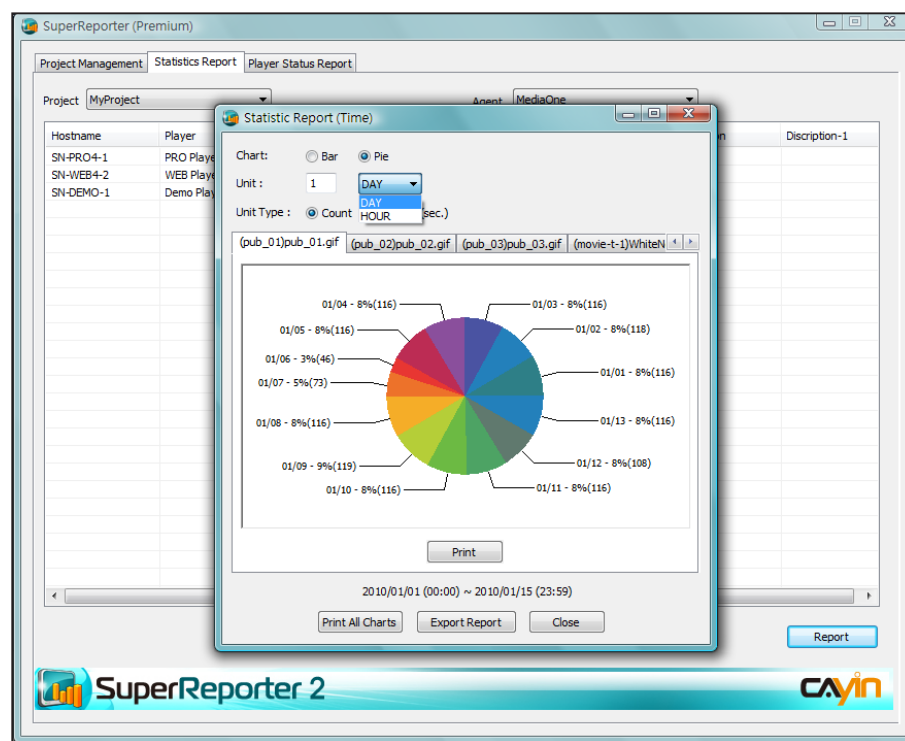 SuperReporter (Premium)
Project Management Statistics Report Player Status Report
Project MyProject Agent MediaOne
Hostname Player Discription-1
SN-PRO4-1 PRO Playe
SN-WEB4-2 WEB Playe
SN-DEMO-1 Demo Play
Statistic Report (Time)
Chart: Bar Pie
Unit : 1 DAY
DAY
HOUR
Unit Type : Count sec.)
(pub_01)pub_01.gif (pub_02)pub_02.gif (pub_03)pub_03.gif (movie-t-1)WhiteN
01/04 - 8%(116) 01/03 - 8%(116)
01/05 - 8%(116) 01/02 - 8%(118)
01/06 - 3%(46) 01/01 - 8%(116)
01/07 - 5%(73)
01/08 - 8%(116) 01/13 - 8%(116)
01/09 - 9%(119) 01/12 - 8%(108)
01/10 - 8%(116) 01/11 - 8%(116)
Print
2010/01/01 (00:00) ~ 2010/01/15 (23:59)
Print All Charts Export Report Close
Report
SuperReporter 2 CAYIN